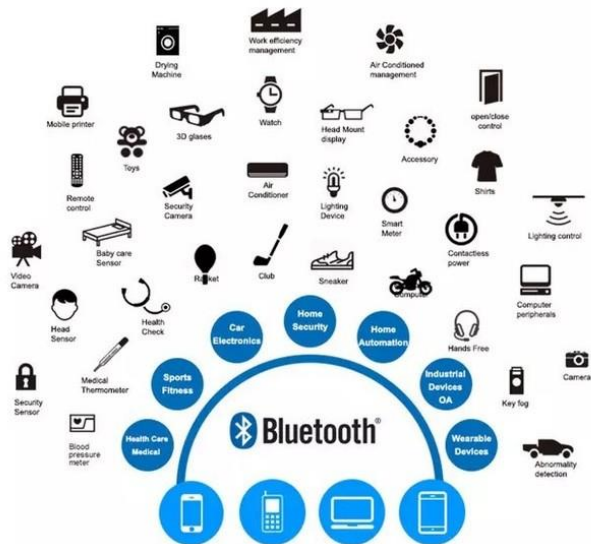 Work efficiency
management
Drying
Machine
Air Conditioned
management
Mobile printer
3D glases
Watch
Head Mount
display
open/close
control
Toys
Accessory
Remote
control
Security
Camera
Air
Conditioner
Lighting
Device
Smart
Meter
Shirts
Contactless
power
Lighting control
Video
Camera
Baby care
Sensor
Club
Sneaker
Computer
Computer
peripherals
Head
Sensor
Health
Check
Car
Electronics
Home
Security
Home
Automation
Hands Free
Medical
Thermometer
Sports
Fitness
Industrial
Devices
OA
Key fog
Camera
Security
Sensor
Blood
pressure
meter
Health Care
Medical
Bluetooth®
Wearable
Devices
Abnormality
detection